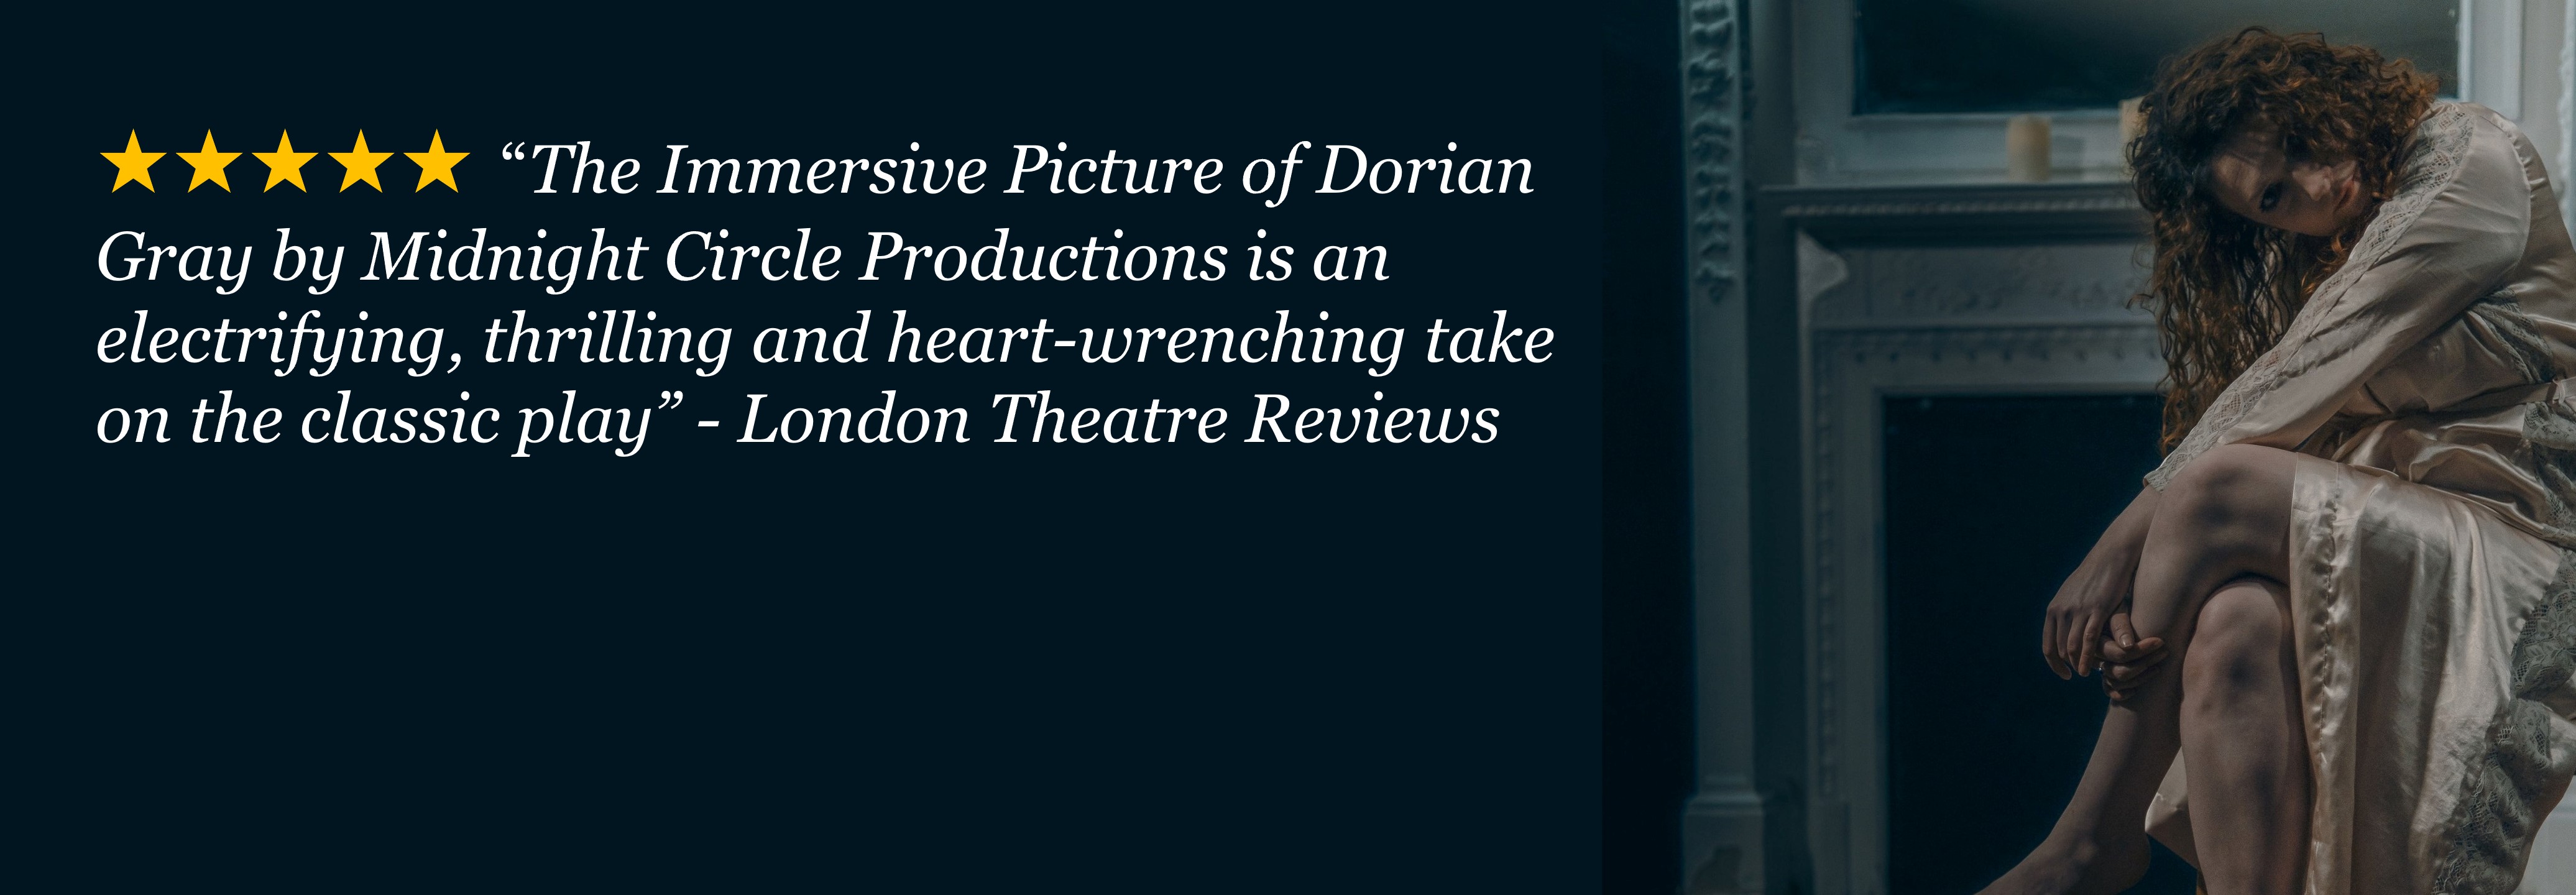 ★★★★★ “The Immersive Picture of Dorian
Gray by Midnight Circle Productions is an
electrifying, thrilling and heart-wrenching take
on the classic play” - London Theatre Reviews